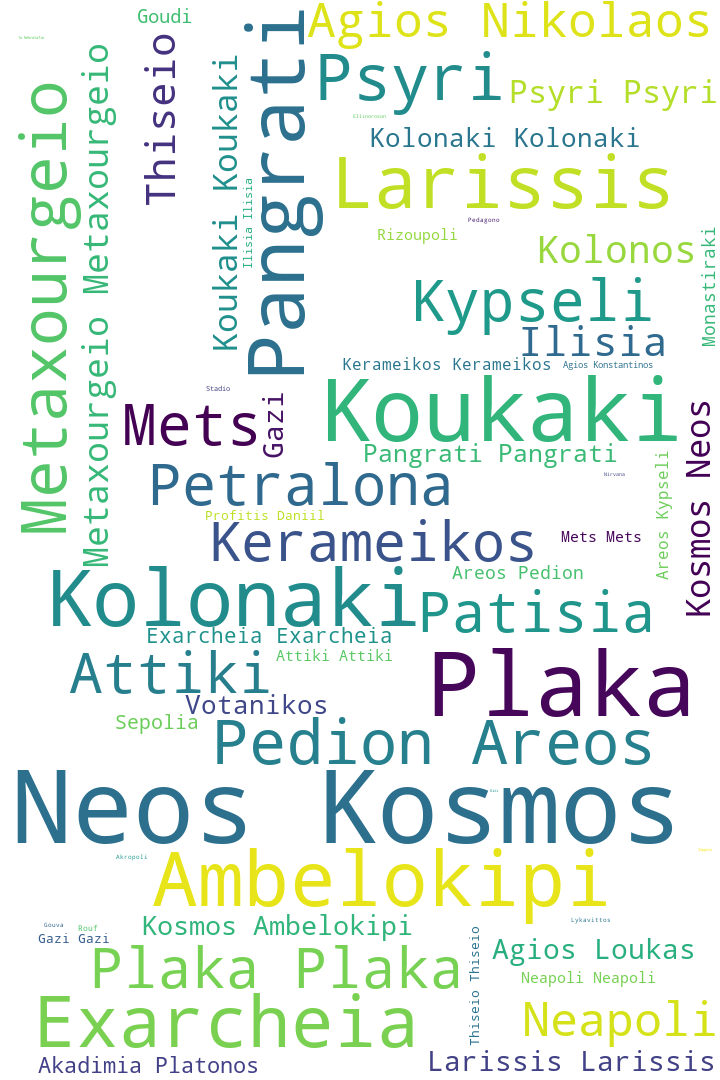 Goudi
Agios Nikolaos
Metaxourgeio
Metaxourgeio Metaxourgeio
Thiseio
Koukaki Koukaki
Ilisia Ilisia
Pangrati
Psyri
Psyri Psyri
Ellinoroson
Kolonaki Kolonaki
Larissis
Pedagono
Rizoupoli
Kolonos
Monastiraki
Kypseli
Ilisia
Kerameikos Kerameikos
Agios Konstantinos
Stadio
Koukaki
Mets
Gazi
Kosmos Neos
Pangrati Pangrati
Areos Kypseli
Petralona
Nirvana
Profitis Daniil
Kerameikos
Mets Mets
Areos Pedion
Kolonaki
Patisia
Exarcheia Exarcheia
Attiki
Attiki Attiki
Plaka
Votanikos
Sepolia
Pedion Areos
Neos Kosmos
Ambelokipi
Akropoli
Kosmos Ambelokipi
Lykavittos
Gouva
Rouf
Gazi Gazi
Thiseio Thiseio
Agios Loukas
Plaka Plaka
Neapoli Neapoli
Exarcheia
Neapoli
Akadimia Platonos
Larissis Larissis